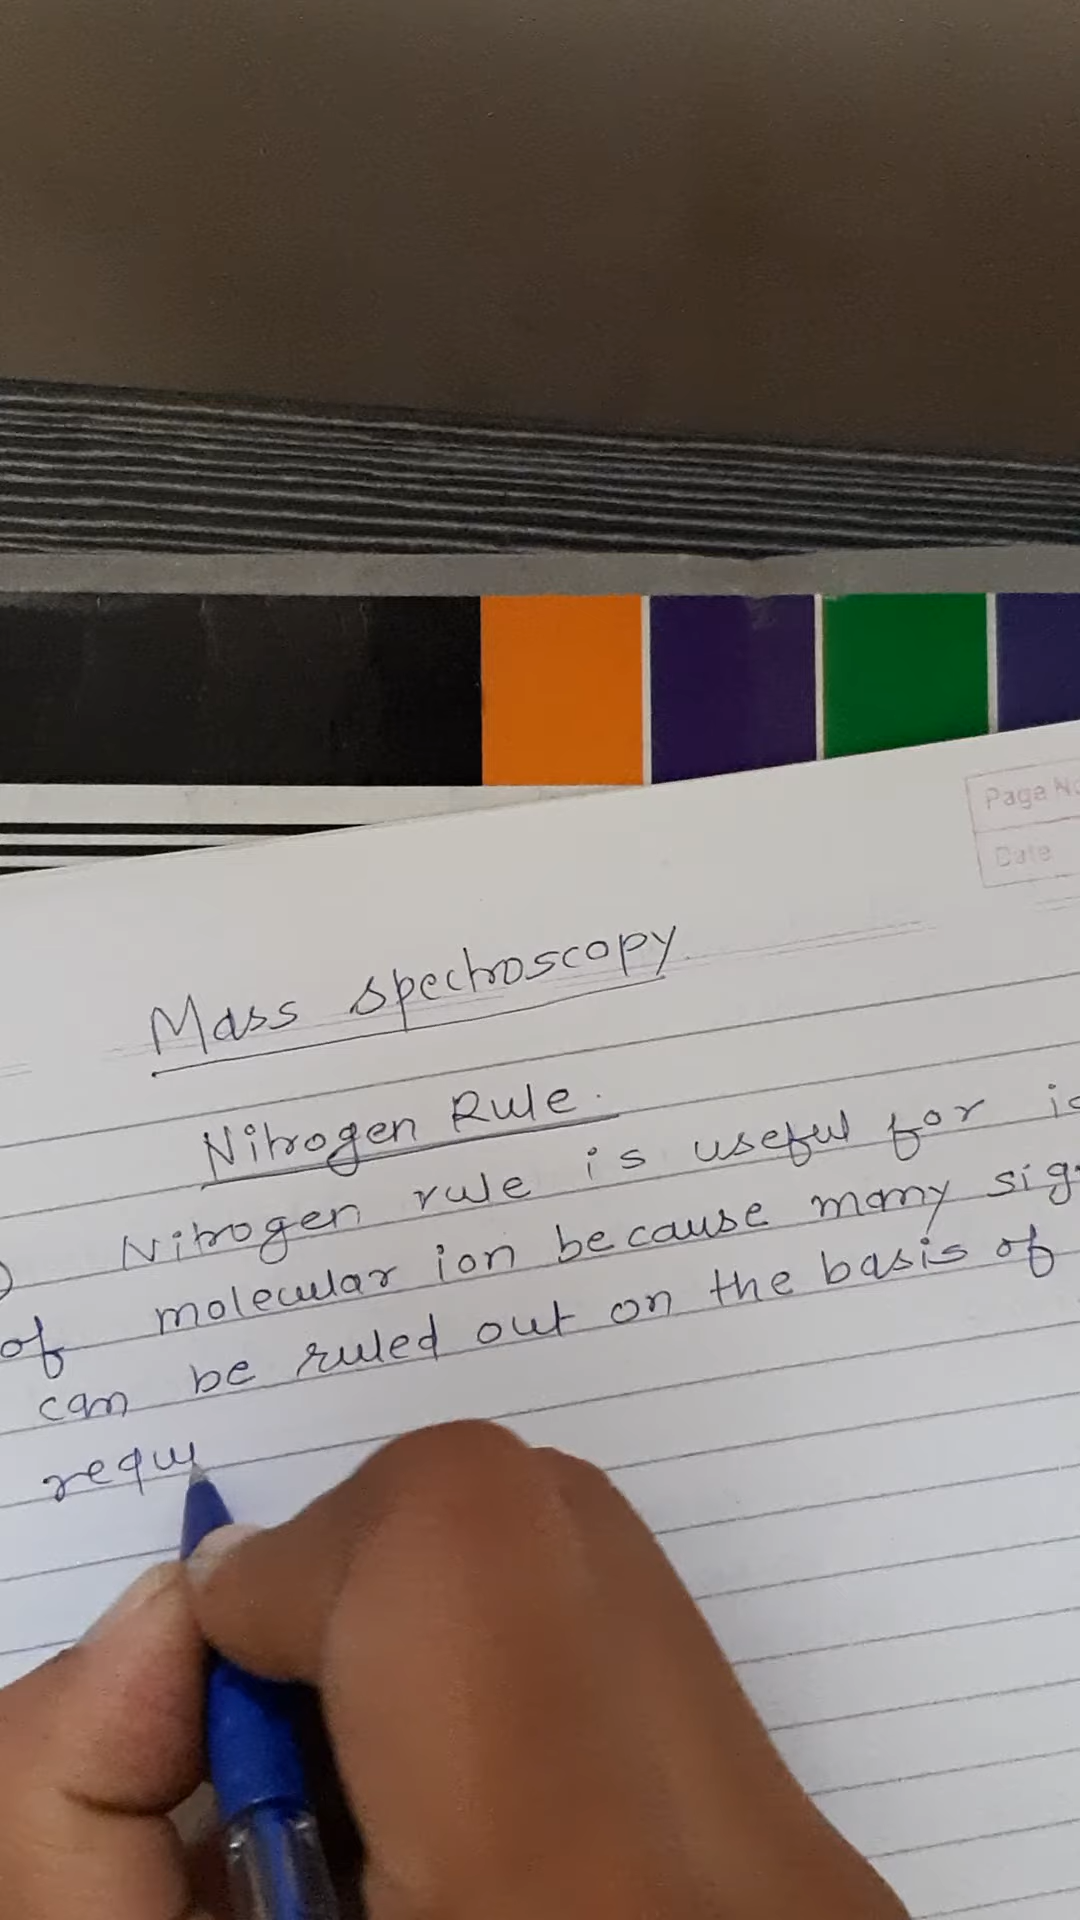 Page No
Date
Mass spectroscopy.
Nitrogen Rule.
Nitrogen rule is useful for
of molecular ion because many
can be ruled out on the basis of